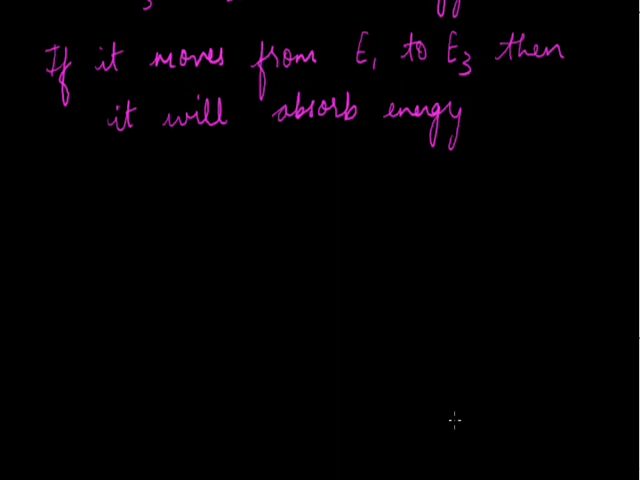 If it moves from E₁ to E₃ then
it will absorb energy